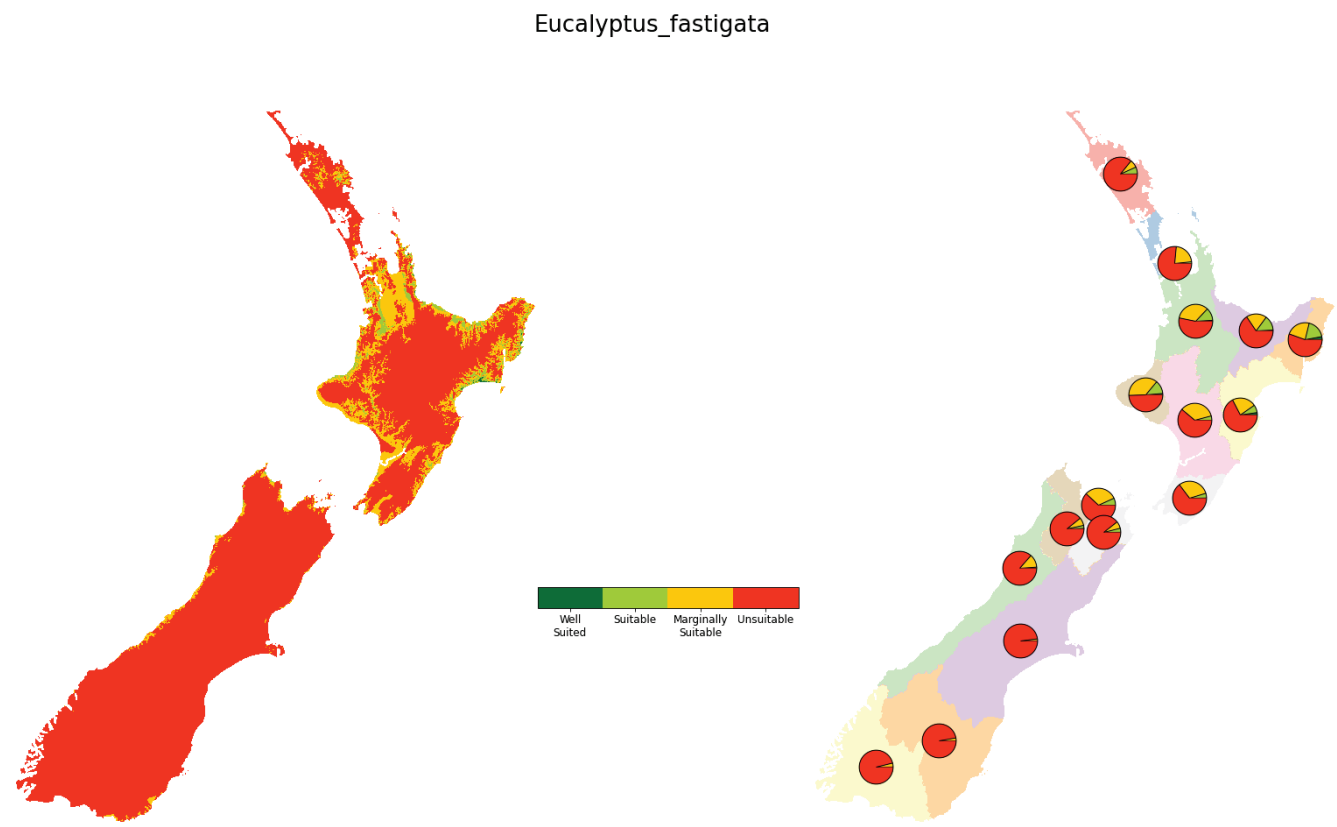 Eucalyptus_fastigata
Well
Suited
Suitable
Marginally
Suitable
Unsuitable